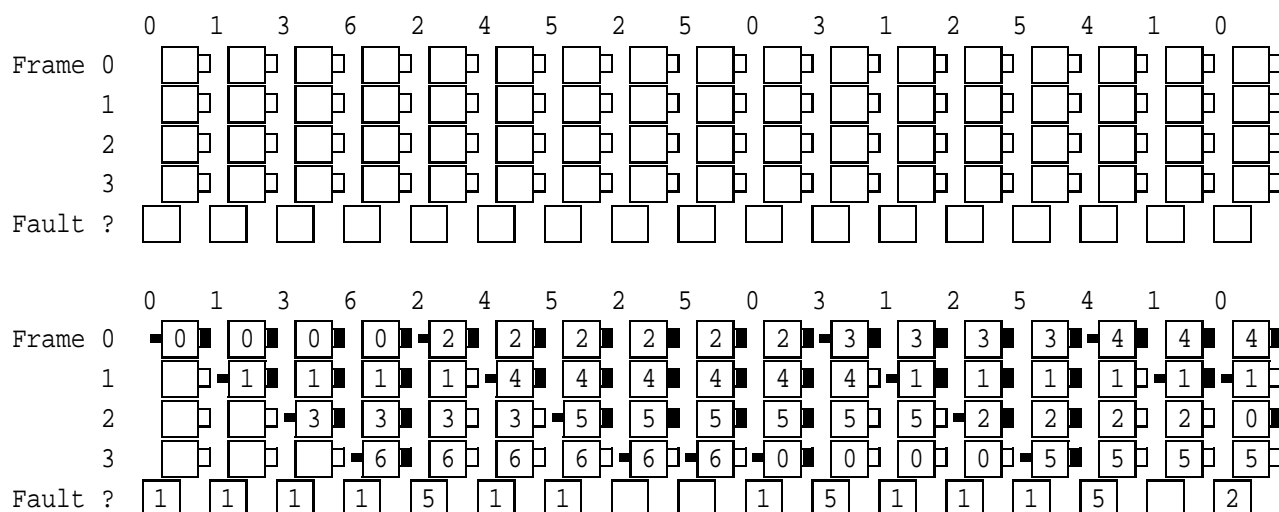 0 1 3 6 2 4 5 2 5 0 3 1 2 5 4 1 0
Frame 0
1
2
3
Fault ?
0 1 3 6 2 4 5 2 5 0 3 1 2 5 4 1 0
Frame 0 0 0 0 0 2 2 2 2 2 2 3 3 3 3 4 4 4
1 1 1 1 1 4 4 4 4 4 4 1 1 1 1 1 1
2 3 3 3 3 5 5 5 5 5 5 2 2 2 2 0
3 6 6 6 6 6 6 0 0 0 0 5 5 5 5
Fault ? 1 1 1 1 5 1 1 1 5 1 1 1 5 2